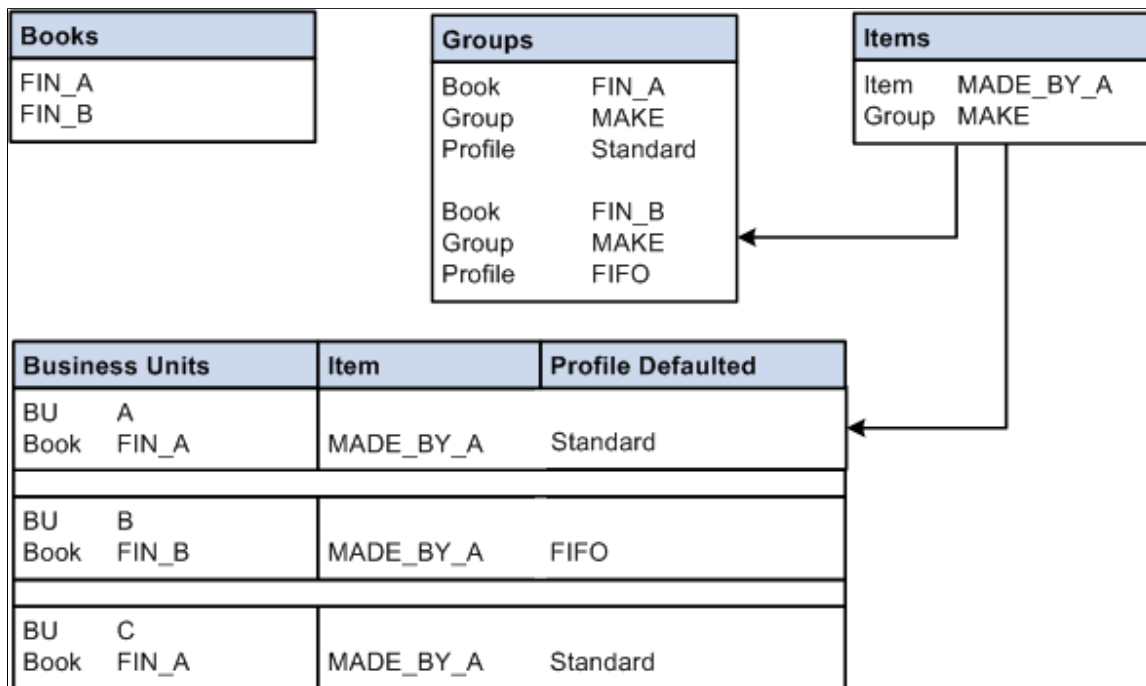 Books
FIN_A
FIN_B
Groups
Book FIN_A
Group MAKE
Profile Standard
Book FIN_B
Group MAKE
Profile FIFO
Items
Item MADE_BY_A
Group MAKE
Business Units Item Profile Defaulted
BU A
Book FIN_A MADE_BY_A Standard
BU B
Book FIN_B MADE_BY_A FIFO
BU C
Book FIN_A MADE_BY_A Standard